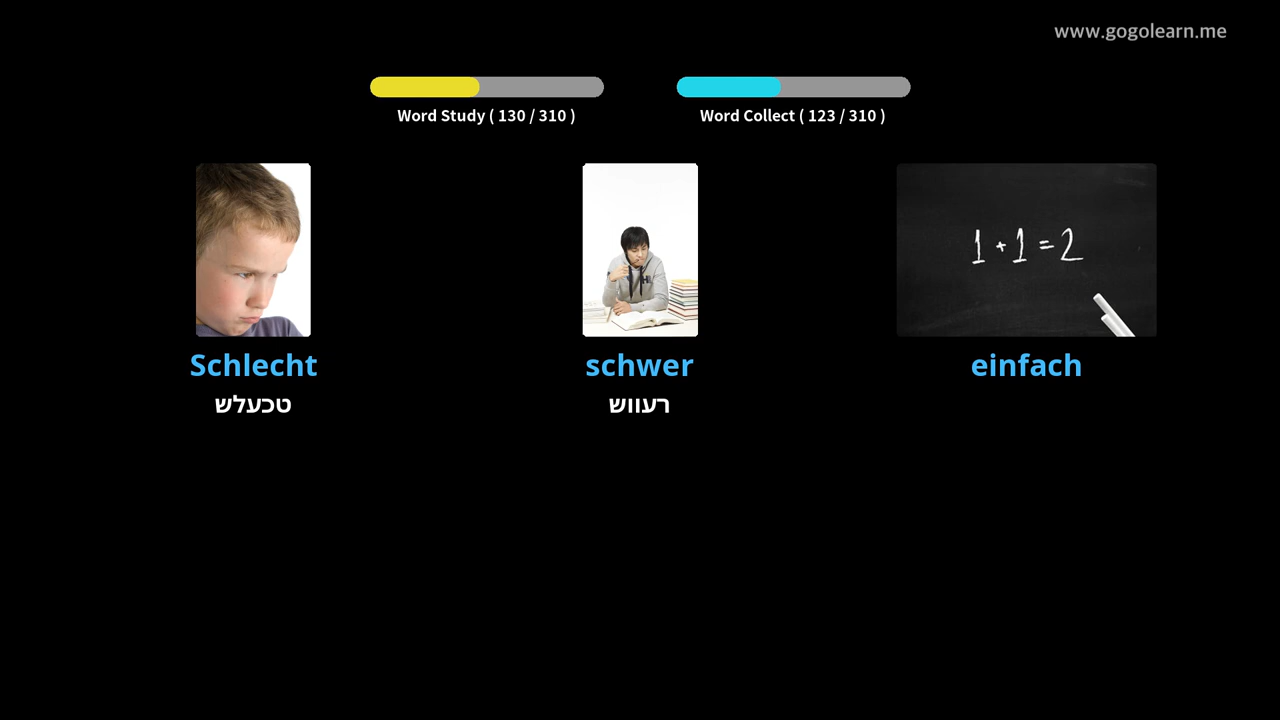 www.gogolearn.me
Word Study ( 130 / 310 )
Word Collect ( 123 / 310 )
Schlecht
טכעלש
schwer
רעווש
1 + 1 = 2
einfach